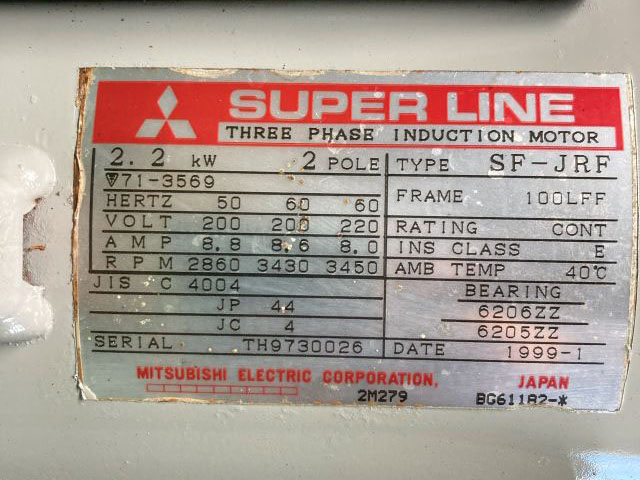 SUPER LINE
THREE PHASE INDUCTION MOTOR
2.2 kW 2 POLE
71-3569
HERTZ 50 60 60
VOLT 200 200 220
AMP 8.8 8.6 8.0
RPM 2860 3430 3450
JIS C 4004
JP 44
JC 4
SERIAL TH9730026
TYPE SF-JRF
FRAME 100LFF
RATING CONT
INS CLASS E
AMB TEMP 40℃
BEARING
6206ZZ
6205ZZ
DATE 1999-1
MITSUBISHI ELECTRIC CORPORATION, JAPAN
2M279 BG611A2-*